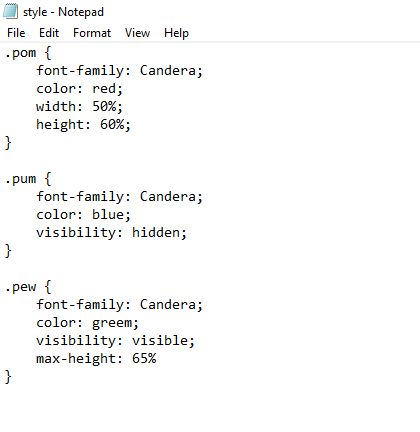 style - Notepad
File Edit Format View Help
.pom {
    font-family: Candera;
    color: red;
    width: 50%;
    height: 60%;
}

.pum {
    font-family: Candera;
    color: blue;
    visibility: hidden;
}

.pew {
    font-family: Candera;
    color: greem;
    visibility: visible;
    max-height: 65%
}